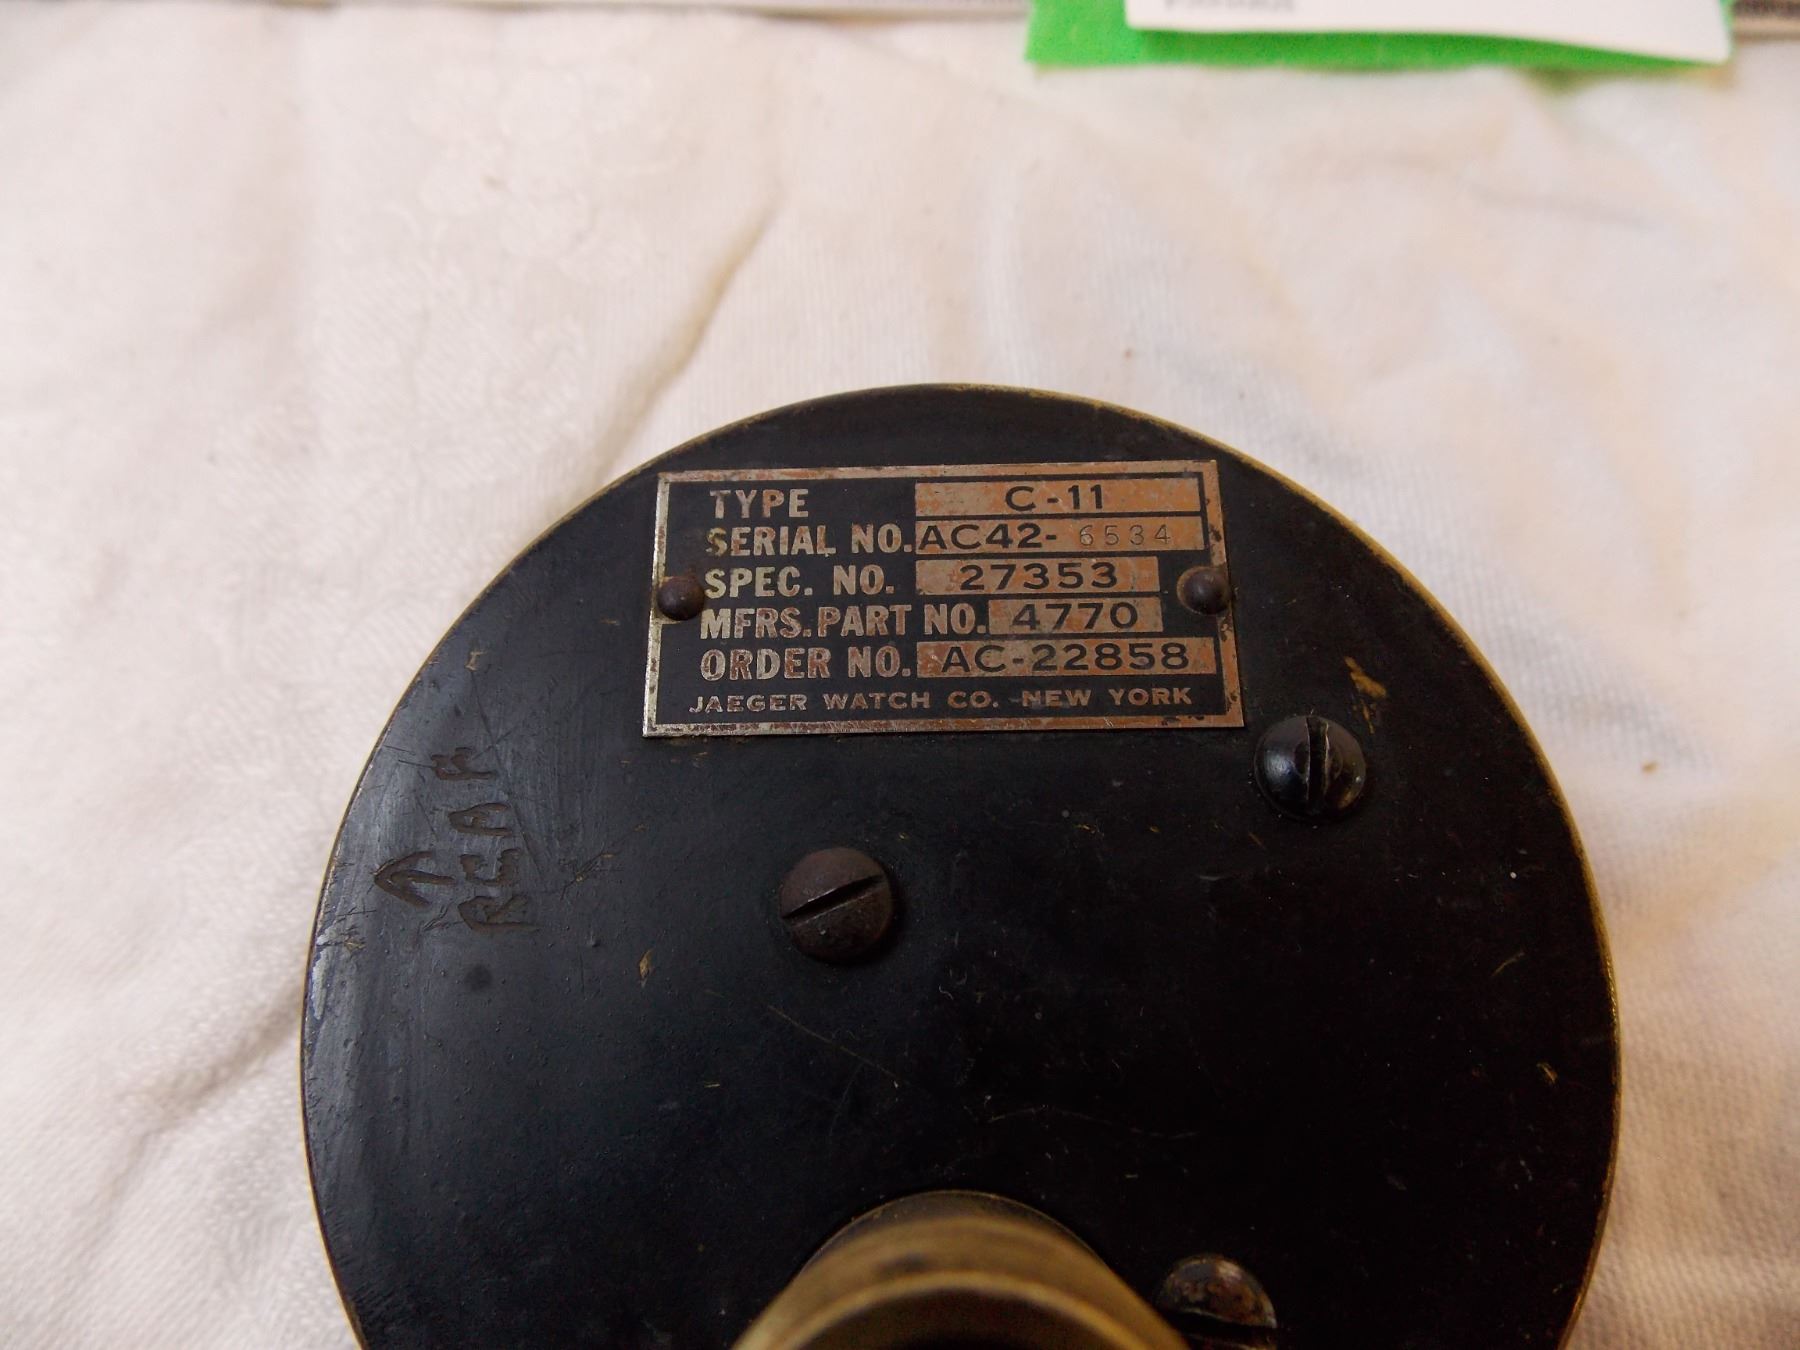 TYPE C-11
SERIAL NO. AC42-6534
SPEC. NO. 27353
MFRS. PART NO. 4770
ORDER NO. AC-22858
JAEGER WATCH CO. NEW YORK
↑
REAR